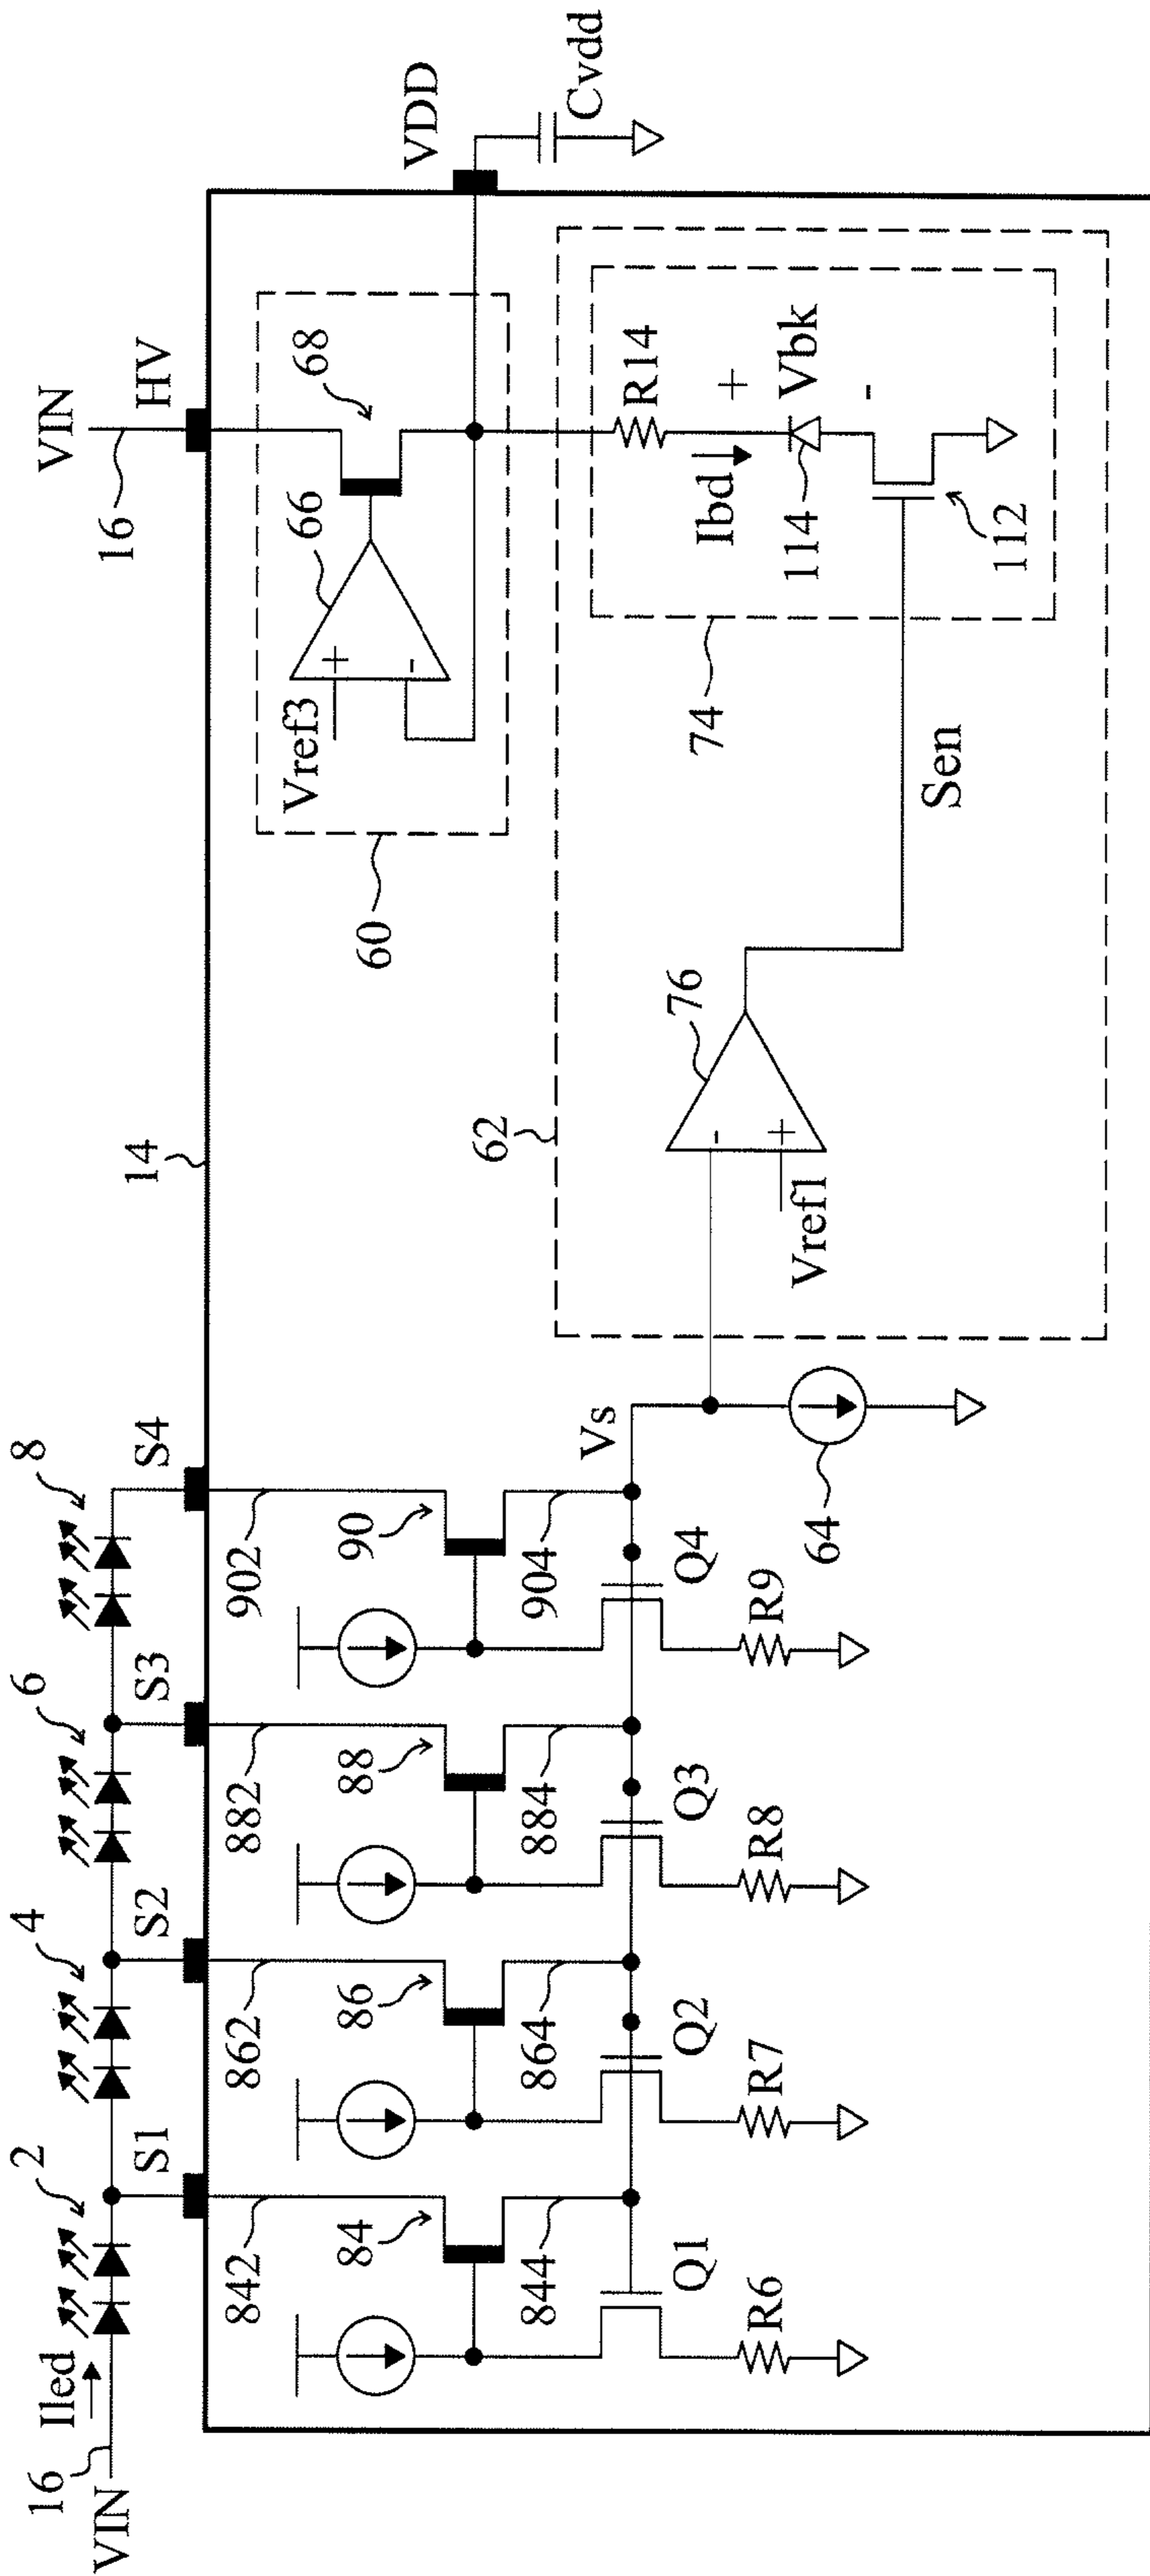 VIN
16
Iled
2
4
6
8
S1
S2
S3
S4
14
VIN
16
HV
VDD
Cvdd
842
84
844
862
86
864
882
88
884
902
90
904
Q1
Q2
Q3
Q4
R6
R7
R8
R9
Vs
64
60
Vref3
+
-
66
68
62
76
-
+
Vref1
Sen
74
R14
Ibd
+
Vbk
-
114
112